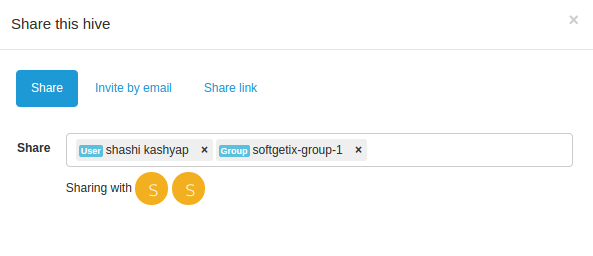 Share this hive ×
Share Invite by email Share link
Share User shashi kashyap × Group softgetix-group-1 ×
Sharing with S S